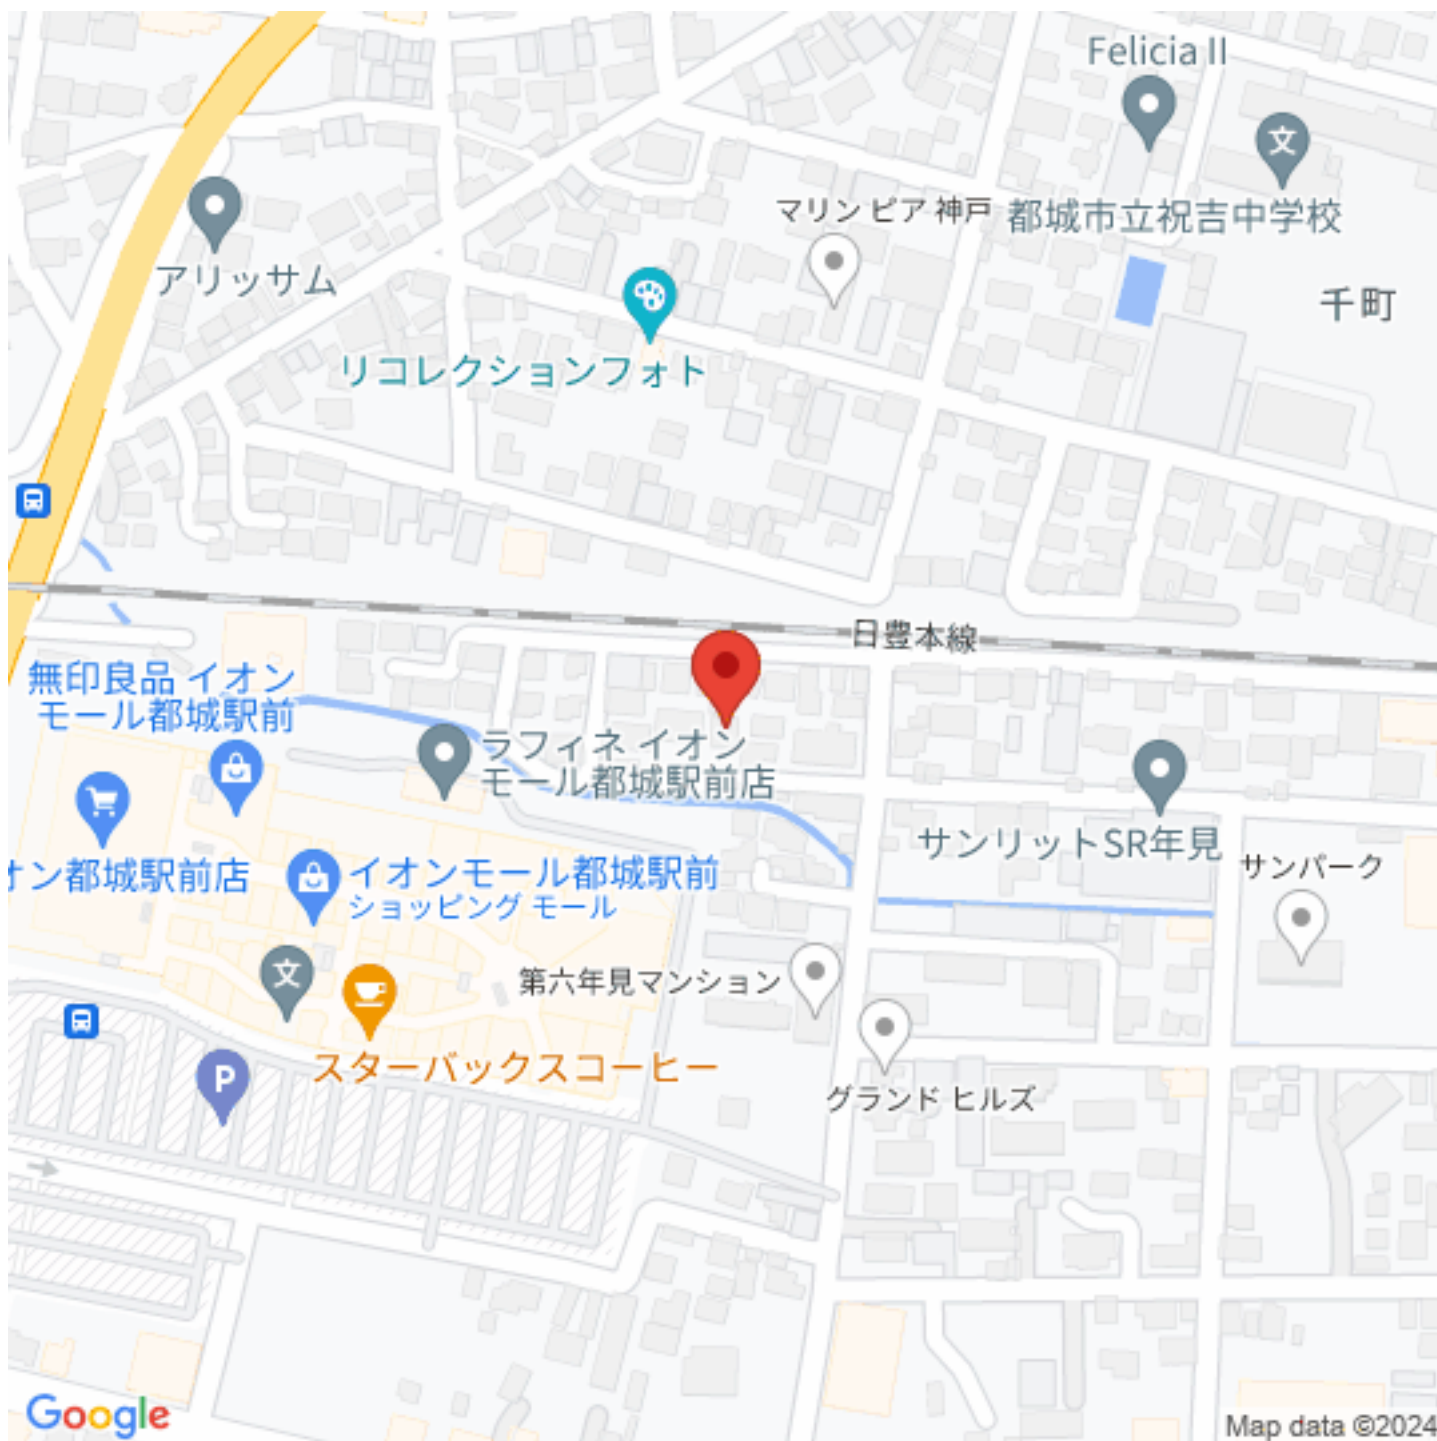 Felicia II
マリン ピア 神戸
都城市立祝吉中学校
アリッサム
千町
リコレクションフォト
日豊本線
無印良品 イオン
モール都城駅前
ラフィネ イオン
モール都城駅前店
サンリットSR年見
オン都城駅前店
イオンモール都城駅前
ショッピング モール
サンパーク
文
文
第六年見マンション
スターバックスコーヒー
P
グランド ヒルズ
Google
Map data ©2024